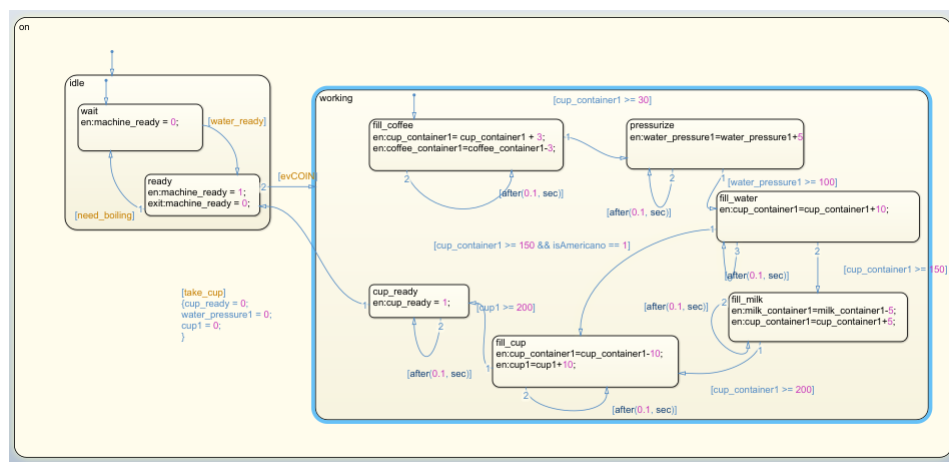 on
idle
wait
en:machine_ready = 0;
[water_ready]
ready
en:machine_ready = 1;
exit:machine_ready = 0;
[need_boiling]
1
2
[evCOIN]
[take_cup]
{cup_ready = 0;
water_pressure1 = 0;
cup1 = 0;
}
working
[cup_container1 >= 30]
fill_coffee
en:cup_container1= cup_container1 + 3;
en:coffee_container1=coffee_container1-3;
1
2
[after(0.1, sec)]
pressurize
en:water_pressure1=water_pressure1+5
2
1
[after(0.1, sec)]
[water_pressure1 >= 100]
fill_water
en:cup_container1=cup_container1+10;
1
3
2
[after(0.1, sec)]
[cup_container1 >= 150 && isAmericano == 1]
[cup_container1 >= 150]
cup_ready
en:cup_ready = 1;
1
2
[after(0.1, sec)]
[cup1 >= 200]
fill_milk
en:milk_container1=milk_container1-5;
en:cup_container1=cup_container1+5;
2
1
[after(0.1, sec)]
fill_cup
en:cup_container1=cup_container1-10;
en:cup1=cup1+10;
1
2
[after(0.1, sec)]
[cup_container1 >= 200]